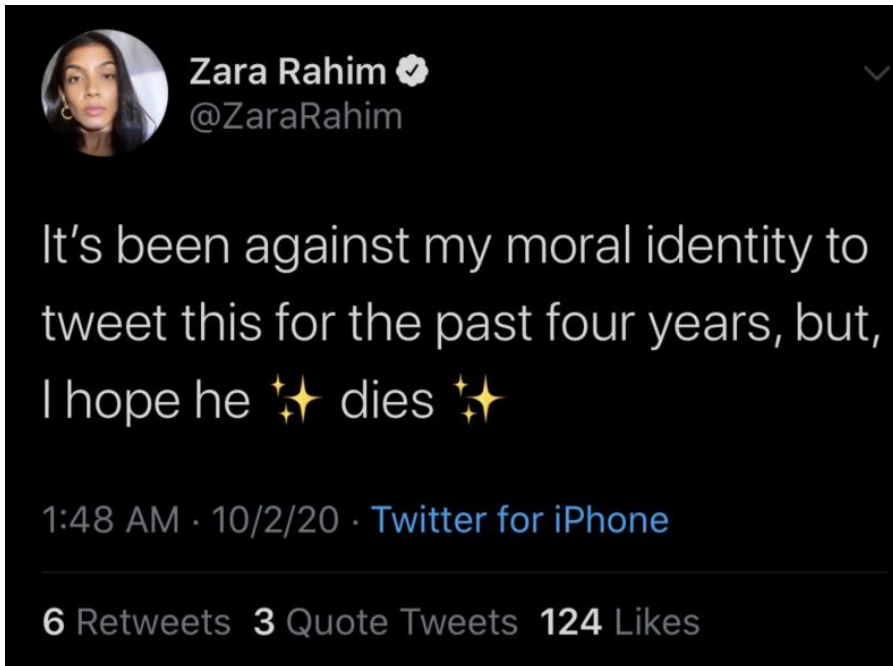 Zara Rahim
@ZaraRahim
It's been against my moral identity to
tweet this for the past four years, but,
I hope he ✨ dies ✨
1:48 AM · 10/2/20 · Twitter for iPhone
6 Retweets 3 Quote Tweets 124 Likes